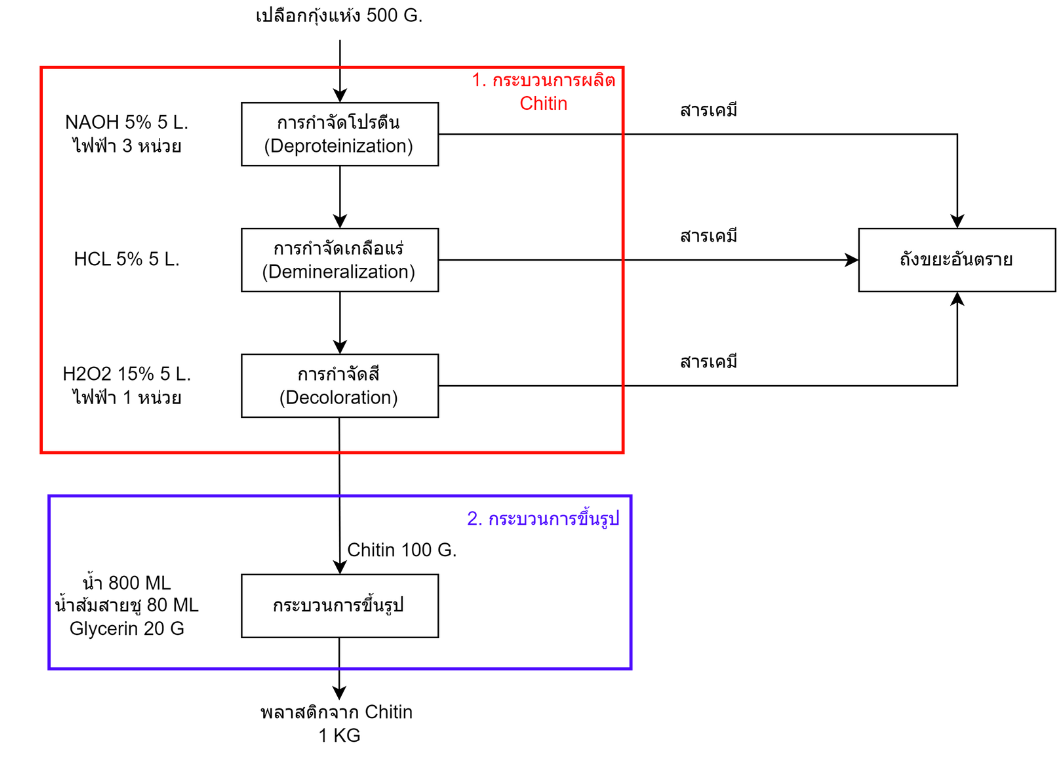 เปลือกกุ้งแห้ง 500 G.
1. กระบวนการผลิต
Chitin
NAOH 5% 5 L.
ไฟฟ้า 3 หน่วย
การกำจัดโปรตีน
(Deproteinization)
สารเคมี
HCL 5% 5 L.
การกำจัดเกลือแร่
(Demineralization)
สารเคมี
ถังขยะอันตราย
H2O2 15% 5 L.
ไฟฟ้า 1 หน่วย
การกำจัดสี
(Decoloration)
สารเคมี
2. กระบวนการขึ้นรูป
Chitin 100 G.
น้ำ 800 ML
น้ำส้มสายชู 80 ML
Glycerin 20 G
กระบวนการขึ้นรูป
พลาสติกจาก Chitin
1 KG